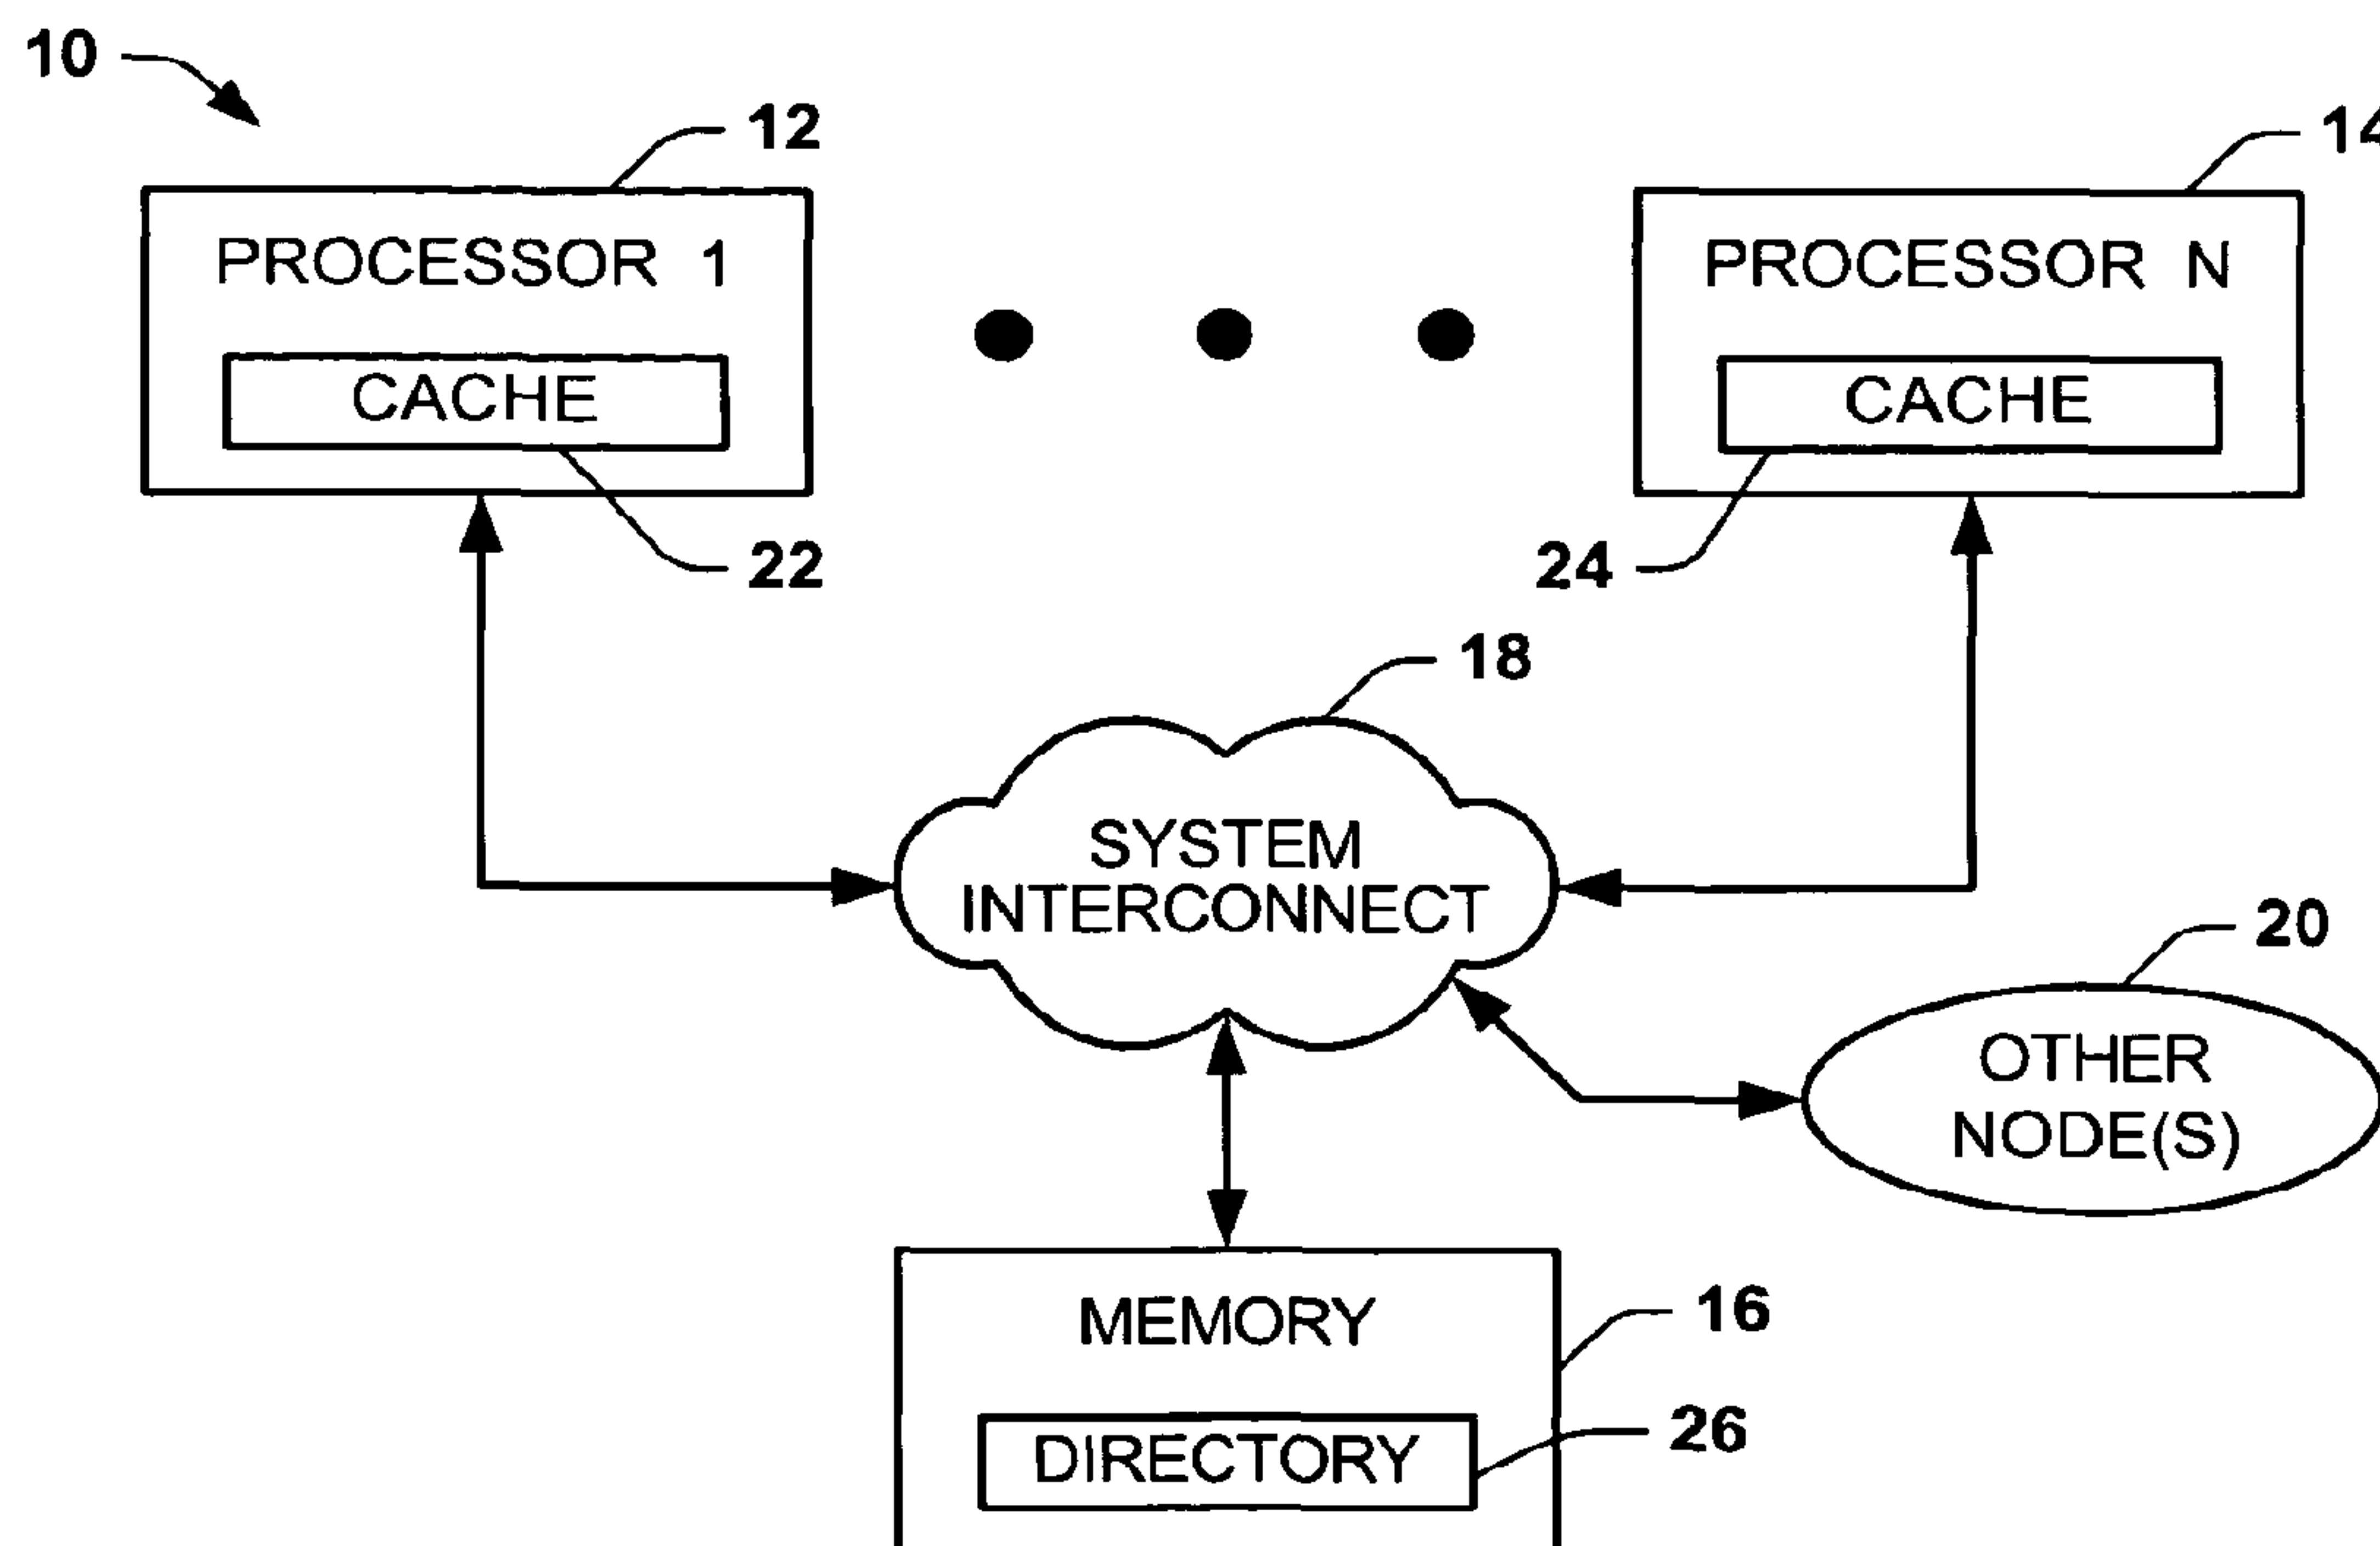 10
12
14
PROCESSOR 1
PROCESSOR N
CACHE
CACHE
22
24
18
SYSTEM
INTERCONNECT
20
OTHER
NODE(S)
MEMORY
16
DIRECTORY
26